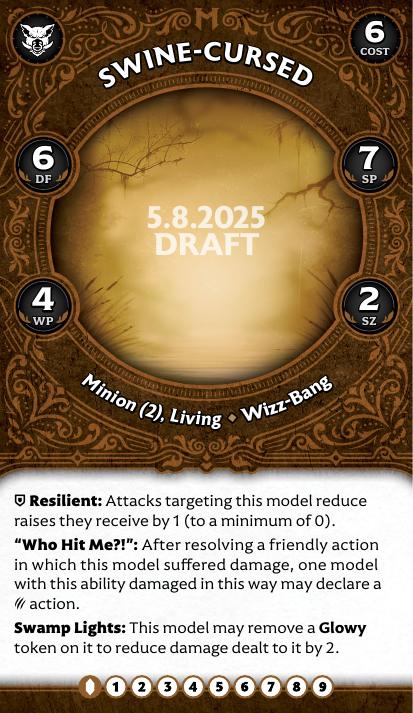 6
COST
SWINE-CURSED
6
DF
7
SP
5.8.2025
DRAFT
4
WP
2
SZ
Minion (2), Living ◆ Wizz-Bang
Resilient: Attacks targeting this model reduce
raises they receive by 1 (to a minimum of 0).
“Who Hit Me?!”: After resolving a friendly action
in which this model suffered damage, one model
with this ability damaged in this way may declare a
action.
Swamp Lights: This model may remove a Glowy
token on it to reduce damage dealt to it by 2.
1 2 3 4 5 6 7 8 9